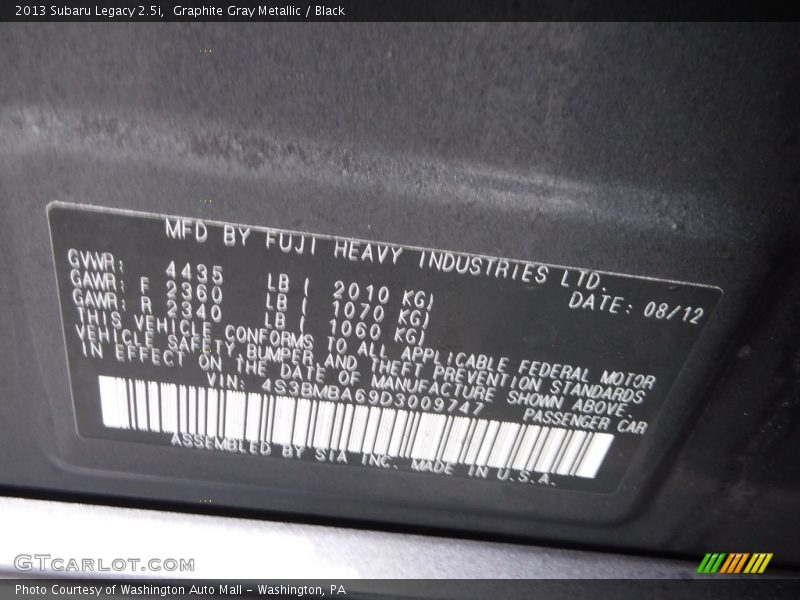 2013 Subaru Legacy 2.5i, Graphite Gray Metallic / Black
MFD BY FUJI HEAVY INDUSTRIES LTD.
DATE: 08/12
GVWR: 4435 LB ( 2010 KG)
GAWR: F 2360 LB ( 1070 KG)
GAWR: R 2340 LB ( 1060 KG)
THIS VEHICLE CONFORMS TO ALL APPLICABLE FEDERAL MOTOR
VEHICLE SAFETY, BUMPER AND THEFT PREVENTION STANDARDS
IN EFFECT ON THE DATE OF MANUFACTURE SHOWN ABOVE.
VIN: 4S3BMBA69D3009747 PASSENGER CAR
ASSEMBLED BY SIA INC. MADE IN U.S.A.
GTcarlot.com
Photo Courtesy of Washington Auto Mall - Washington, PA